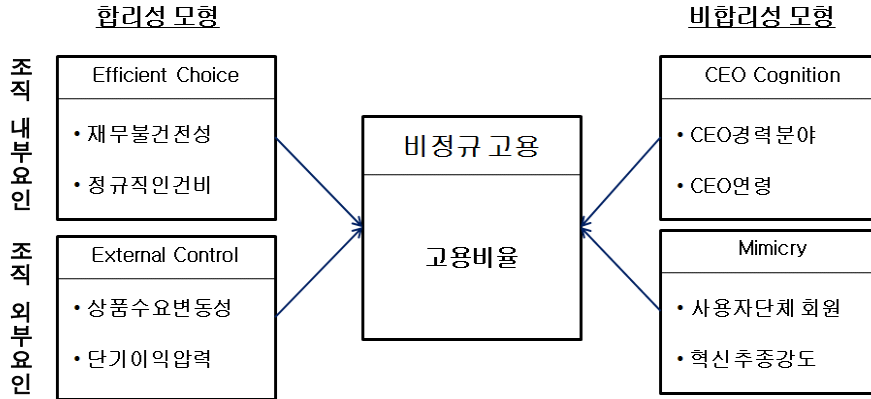 합리성 모형
비합리성 모형
조직 내부요인
Efficient Choice
• 재무불건전성
• 정규직인건비
조직 외부요인
External Control
• 상품수요변동성
• 단기이익압력
비정규 고용
고용비율
CEO Cognition
• CEO경력분야
• CEO연령
Mimicry
• 사용자단체 회원
• 혁신추종강도